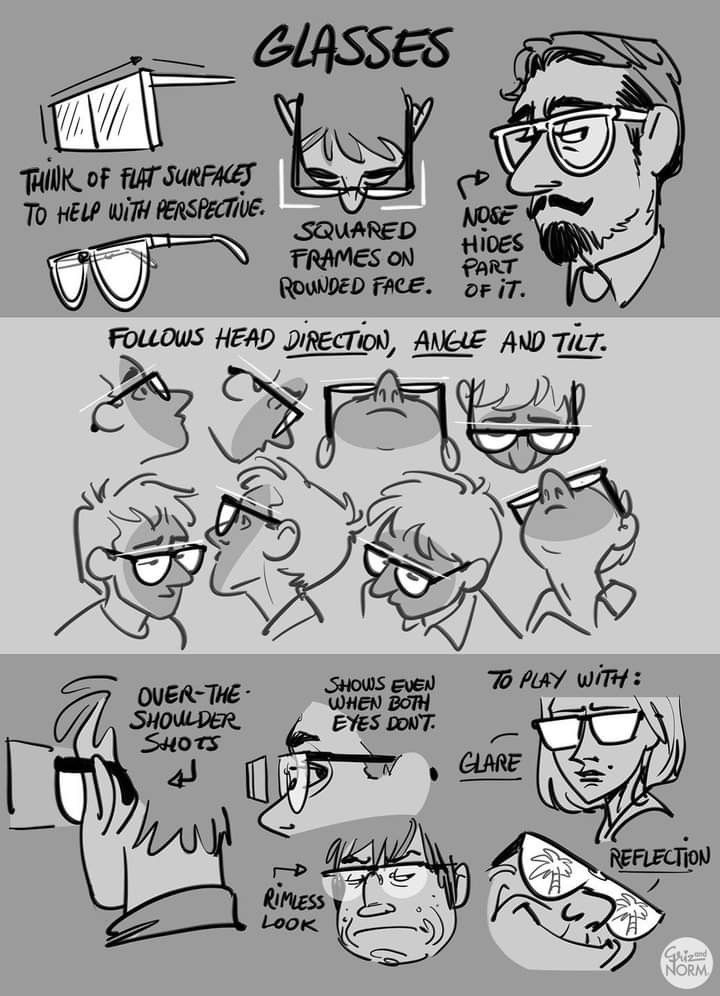 GLASSES
THINK OF FLAT SURFACES
TO HELP WITH PERSPECTIVE.
SQUARED
FRAMES ON
ROUNDED FACE.
NOSE
HIDES
PART
OF IT.
FOLLOWS HEAD DIRECTION, ANGLE AND TILT.
OVER-THE-
SHOULDER
SHOTS
SHOWS EVEN
WHEN BOTH
EYES DON'T.
TO PLAY WITH:
GLARE
RIMLESS
LOOK
REFLECTION
Griz and
NORM